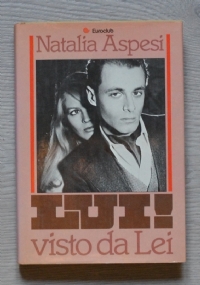 Euroclub
Natalia Aspesi
LUI!
visto da Lei